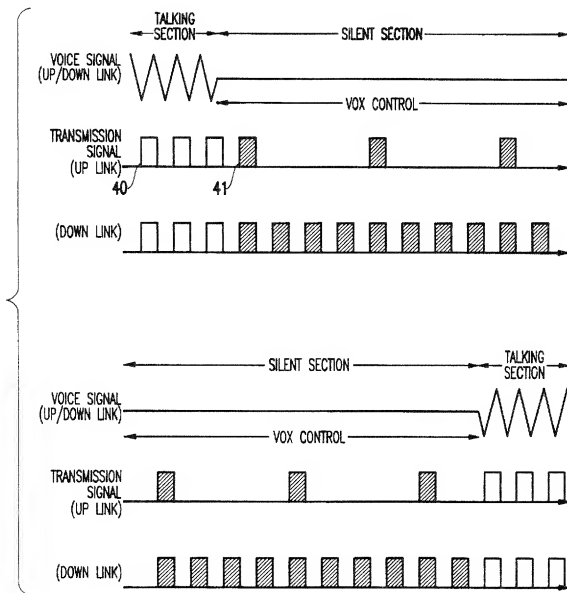 TALKING
SECTION
SILENT SECTION
VOICE SIGNAL
(UP/DOWN LINK)
VOX CONTROL
TRANSMISSION
SIGNAL
(UP LINK)
40
41
(DOWN LINK)
SILENT SECTION
TALKING
SECTION
VOICE SIGNAL
(UP/DOWN LINK)
VOX CONTROL
TRANSMISSION
SIGNAL
(UP LINK)
(DOWN LINK)